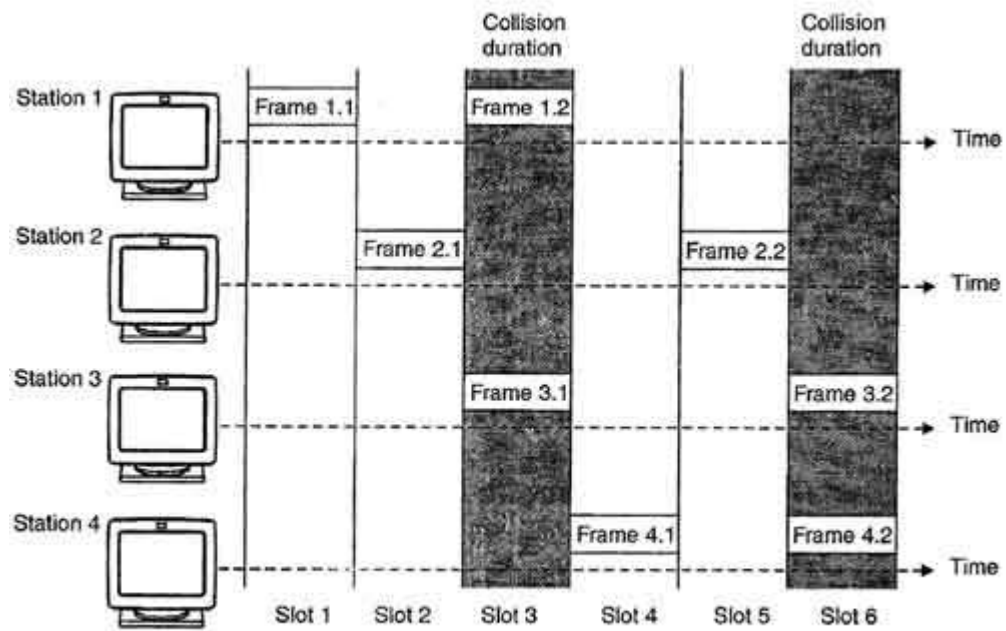 Collision
duration
Collision
duration
Station 1
Frame 1.1
Frame 1.2
Time
Station 2
Frame 2.1
Frame 2.2
Time
Station 3
Frame 3.1
Frame 3.2
Time
Station 4
Frame 4.1
Frame 4.2
Time
Slot 1
Slot 2
Slot 3
Slot 4
Slot 5
Slot 6